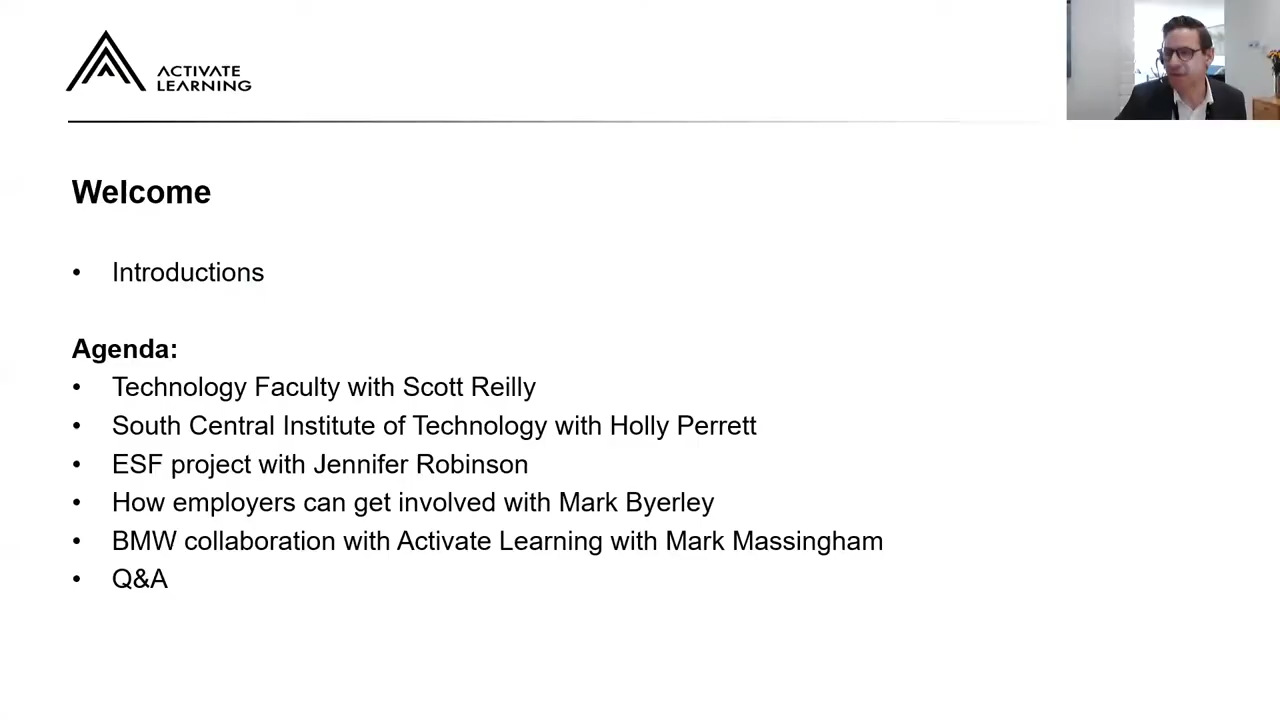 ACTIVATE
LEARNING
Welcome
• Introductions
Agenda:
• Technology Faculty with Scott Reilly
• South Central Institute of Technology with Holly Perrett
• ESF project with Jennifer Robinson
• How employers can get involved with Mark Byerley
• BMW collaboration with Activate Learning with Mark Massingham
• Q&A